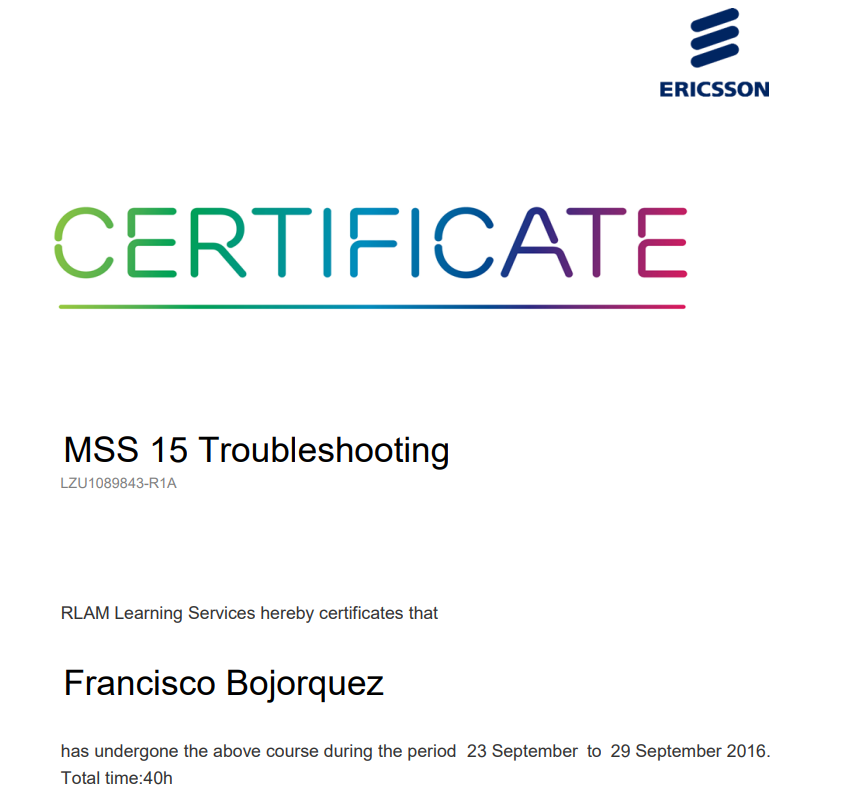 ERICSSON
CERTIFICATE
MSS 15 Troubleshooting
LZU1089843-R1A
RLAM Learning Services hereby certificates that
Francisco Bojorquez
has undergone the above course during the period 23 September to 29 September 2016.
Total time:40h